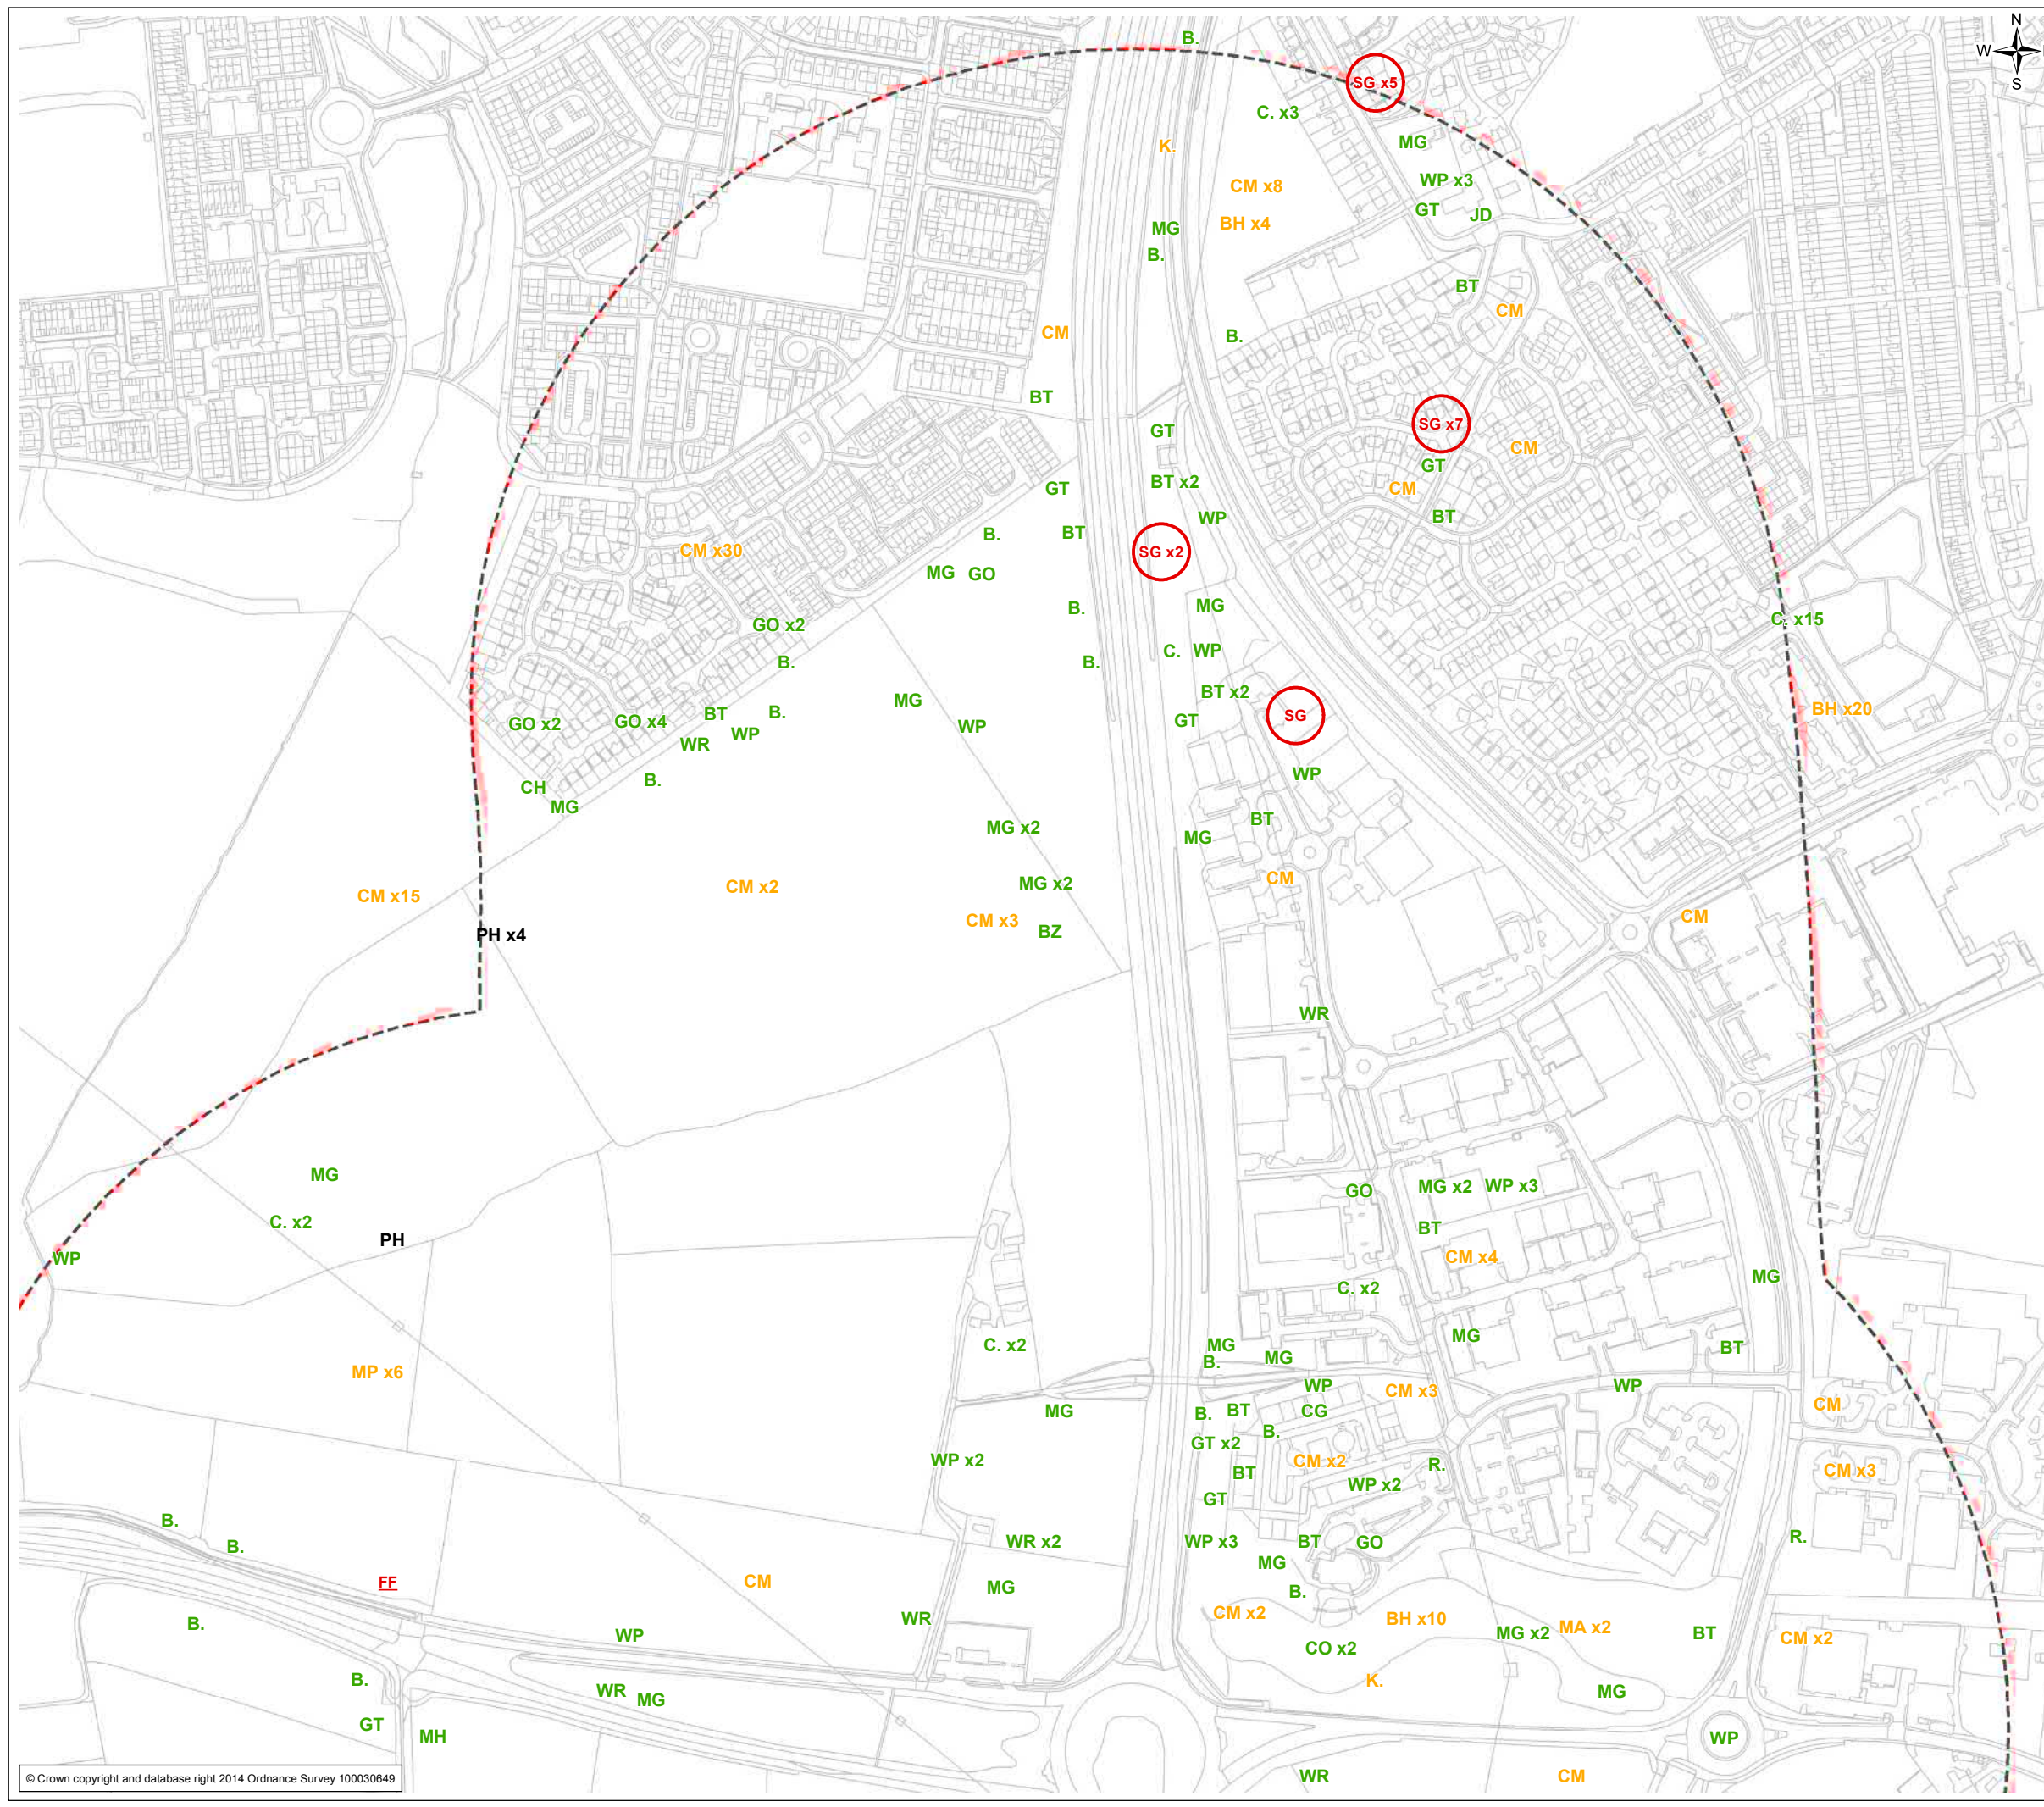 N
W
S
B.
SG x5
C. x3
MG
K.
WP x3
CM x8
GT
JD
BH x4
MG
B.
BT
CM
CM
B.
BT
SG x7
GT
CM
GT
CM
BT x2
GT
BT
WP
B.
BT
CM x30
SG x2
MG
GO
B.
MG
C. x15
GO x2
C.
WP
B.
B.
BT x2
MG
BH x20
BT
B.
SG
GO x2
GO x4
GT
WP
WP
WR
WP
B.
CH
MG
BT
MG x2
MG
CM
MG x2
CM x2
CM x15
CM
CM x3
BZ
PH x4
WR
MG
MG x2
WP x3
GO
C. x2
BT
PH
WP
CM x4
MG
C. x2
MG
C. x2
MG
BT
MG
B.
MP x6
WP
WP
CM x3
CM
MG
B.
BT
CG
B.
GT x2
WP x2
CM x2
R.
CM x3
BT
WP x2
GT
B.
R.
B.
WR x2
WP x3
BT
GO
MG
FF
CM
MG
B.
CM x2
WR
BH x10
B.
MA x2
WP
MG x2
BT
CM x2
CO x2
B.
K.
WR
MG
MG
GT
MH
WP
WR
CM
© Crown copyright and database right 2014 Ordnance Survey 100030649